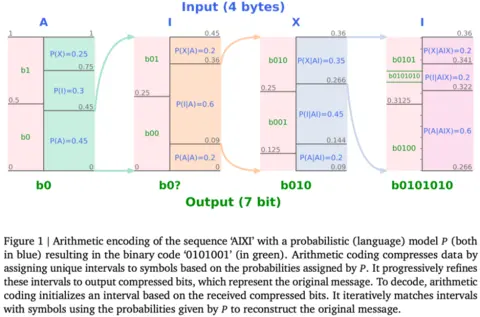 Input (4 bytes)
A I X I
1 1 0.45 0.36 0.36
P(X)=0.25 P(X|A)=0.2 P(X|AI)=0.35 P(X|AIX)=0.2
b1 b01 0.36 b010 b0101 0.341
0.75 b0101010 P(I|AIX)=0.2
P(I)=0.3 0.266 0.322
0.5 0.25 P(I|A)=0.6 0.25 0.3125
0.45 b001 P(I|AI)=0.45
b0 P(A)=0.45 b00 0.144 b0100 P(A|AIX)=0.6
0.09 0.125
P(A|A)=0.2 P(A|AI)=0.2
0 0 0 0 0.09 0.266
b0 b0? b010 b0101010
Output (7 bit)
Figure 1 | Arithmetic encoding of the sequence ‘AIXI’ with a probabilistic (language) model P (both
in blue) resulting in the binary code ‘0101001’ (in green). Arithmetic coding compresses data by
assigning unique intervals to symbols based on the probabilities assigned by P. It progressively refines
these intervals to output compressed bits, which represent the original message. To decode, arithmetic
coding initializes an interval based on the received compressed bits. It iteratively matches intervals
with symbols using the probabilities given by P to reconstruct the original message.